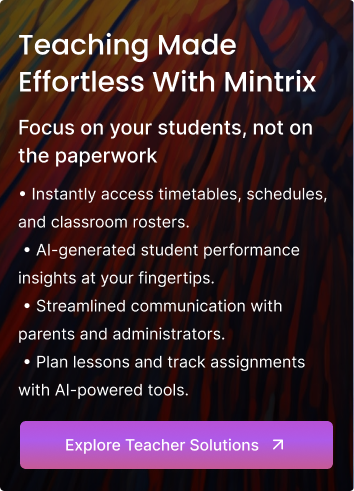 Teaching Made
Effortless With Mintrix
Focus on your students, not on
the paperwork
• Instantly access timetables, schedules,
and classroom rosters.
• AI-generated student performance
insights at your fingertips.
• Streamlined communication with
parents and administrators.
• Plan lessons and track assignments
with AI-powered tools.
Explore Teacher Solutions